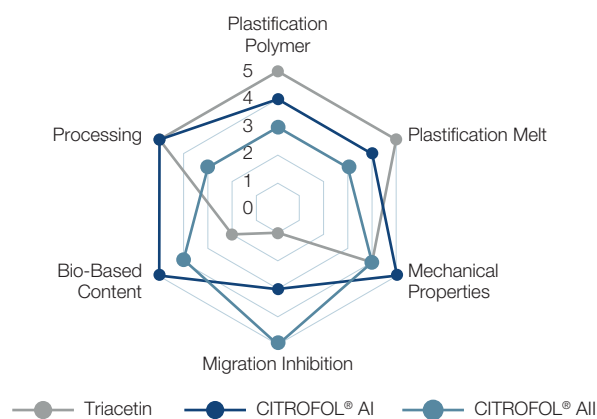 Plastification
Polymer
5
4
3
2
1
0
Processing
Plastification Melt
Bio-Based
Content
Mechanical
Properties
Migration Inhibition
Triacetin
CITROFOL® AI
CITROFOL® AII